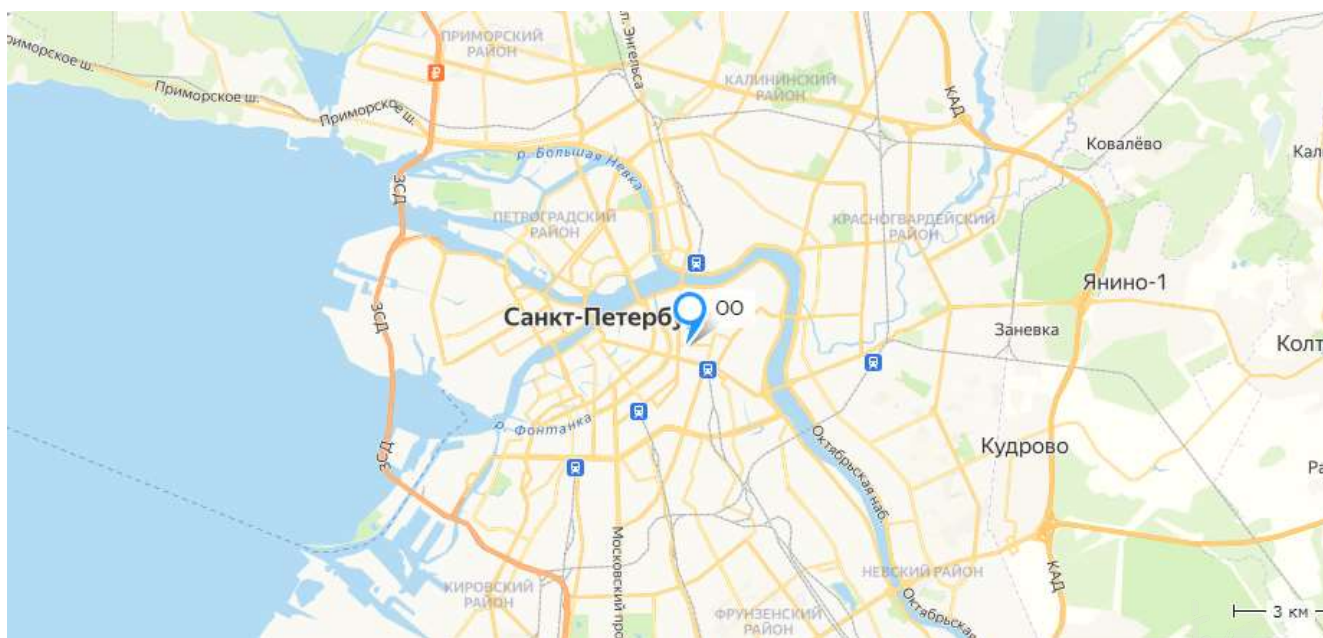 ПРИМОРСКИЙ
РАЙОН
Приморское ш.
Приморское ш.
Приморское ш.
Энгельса
КАЛИНИНСКИЙ
РАЙОН
КАД
Ковалёво
р. Большая Невка
ЗСД
ПЕТРОГРАДСКИЙ
РАЙОН
КРАСНОГВАРДЕЙСКИЙ
РАЙОН
Янино-1
ЗСД
Санкт-Петербу
ОО
Заневка
Колт
р. Фонтанка
ЗСД
Октябрьская наб.
Кудрово
Московский про
КИРОВСКИЙ
РАЙОН
НЕВСКИЙ РАЙОН
КАД
ФРУНЗЕНСКИЙ
РАЙОН
Октябрьская
3 км